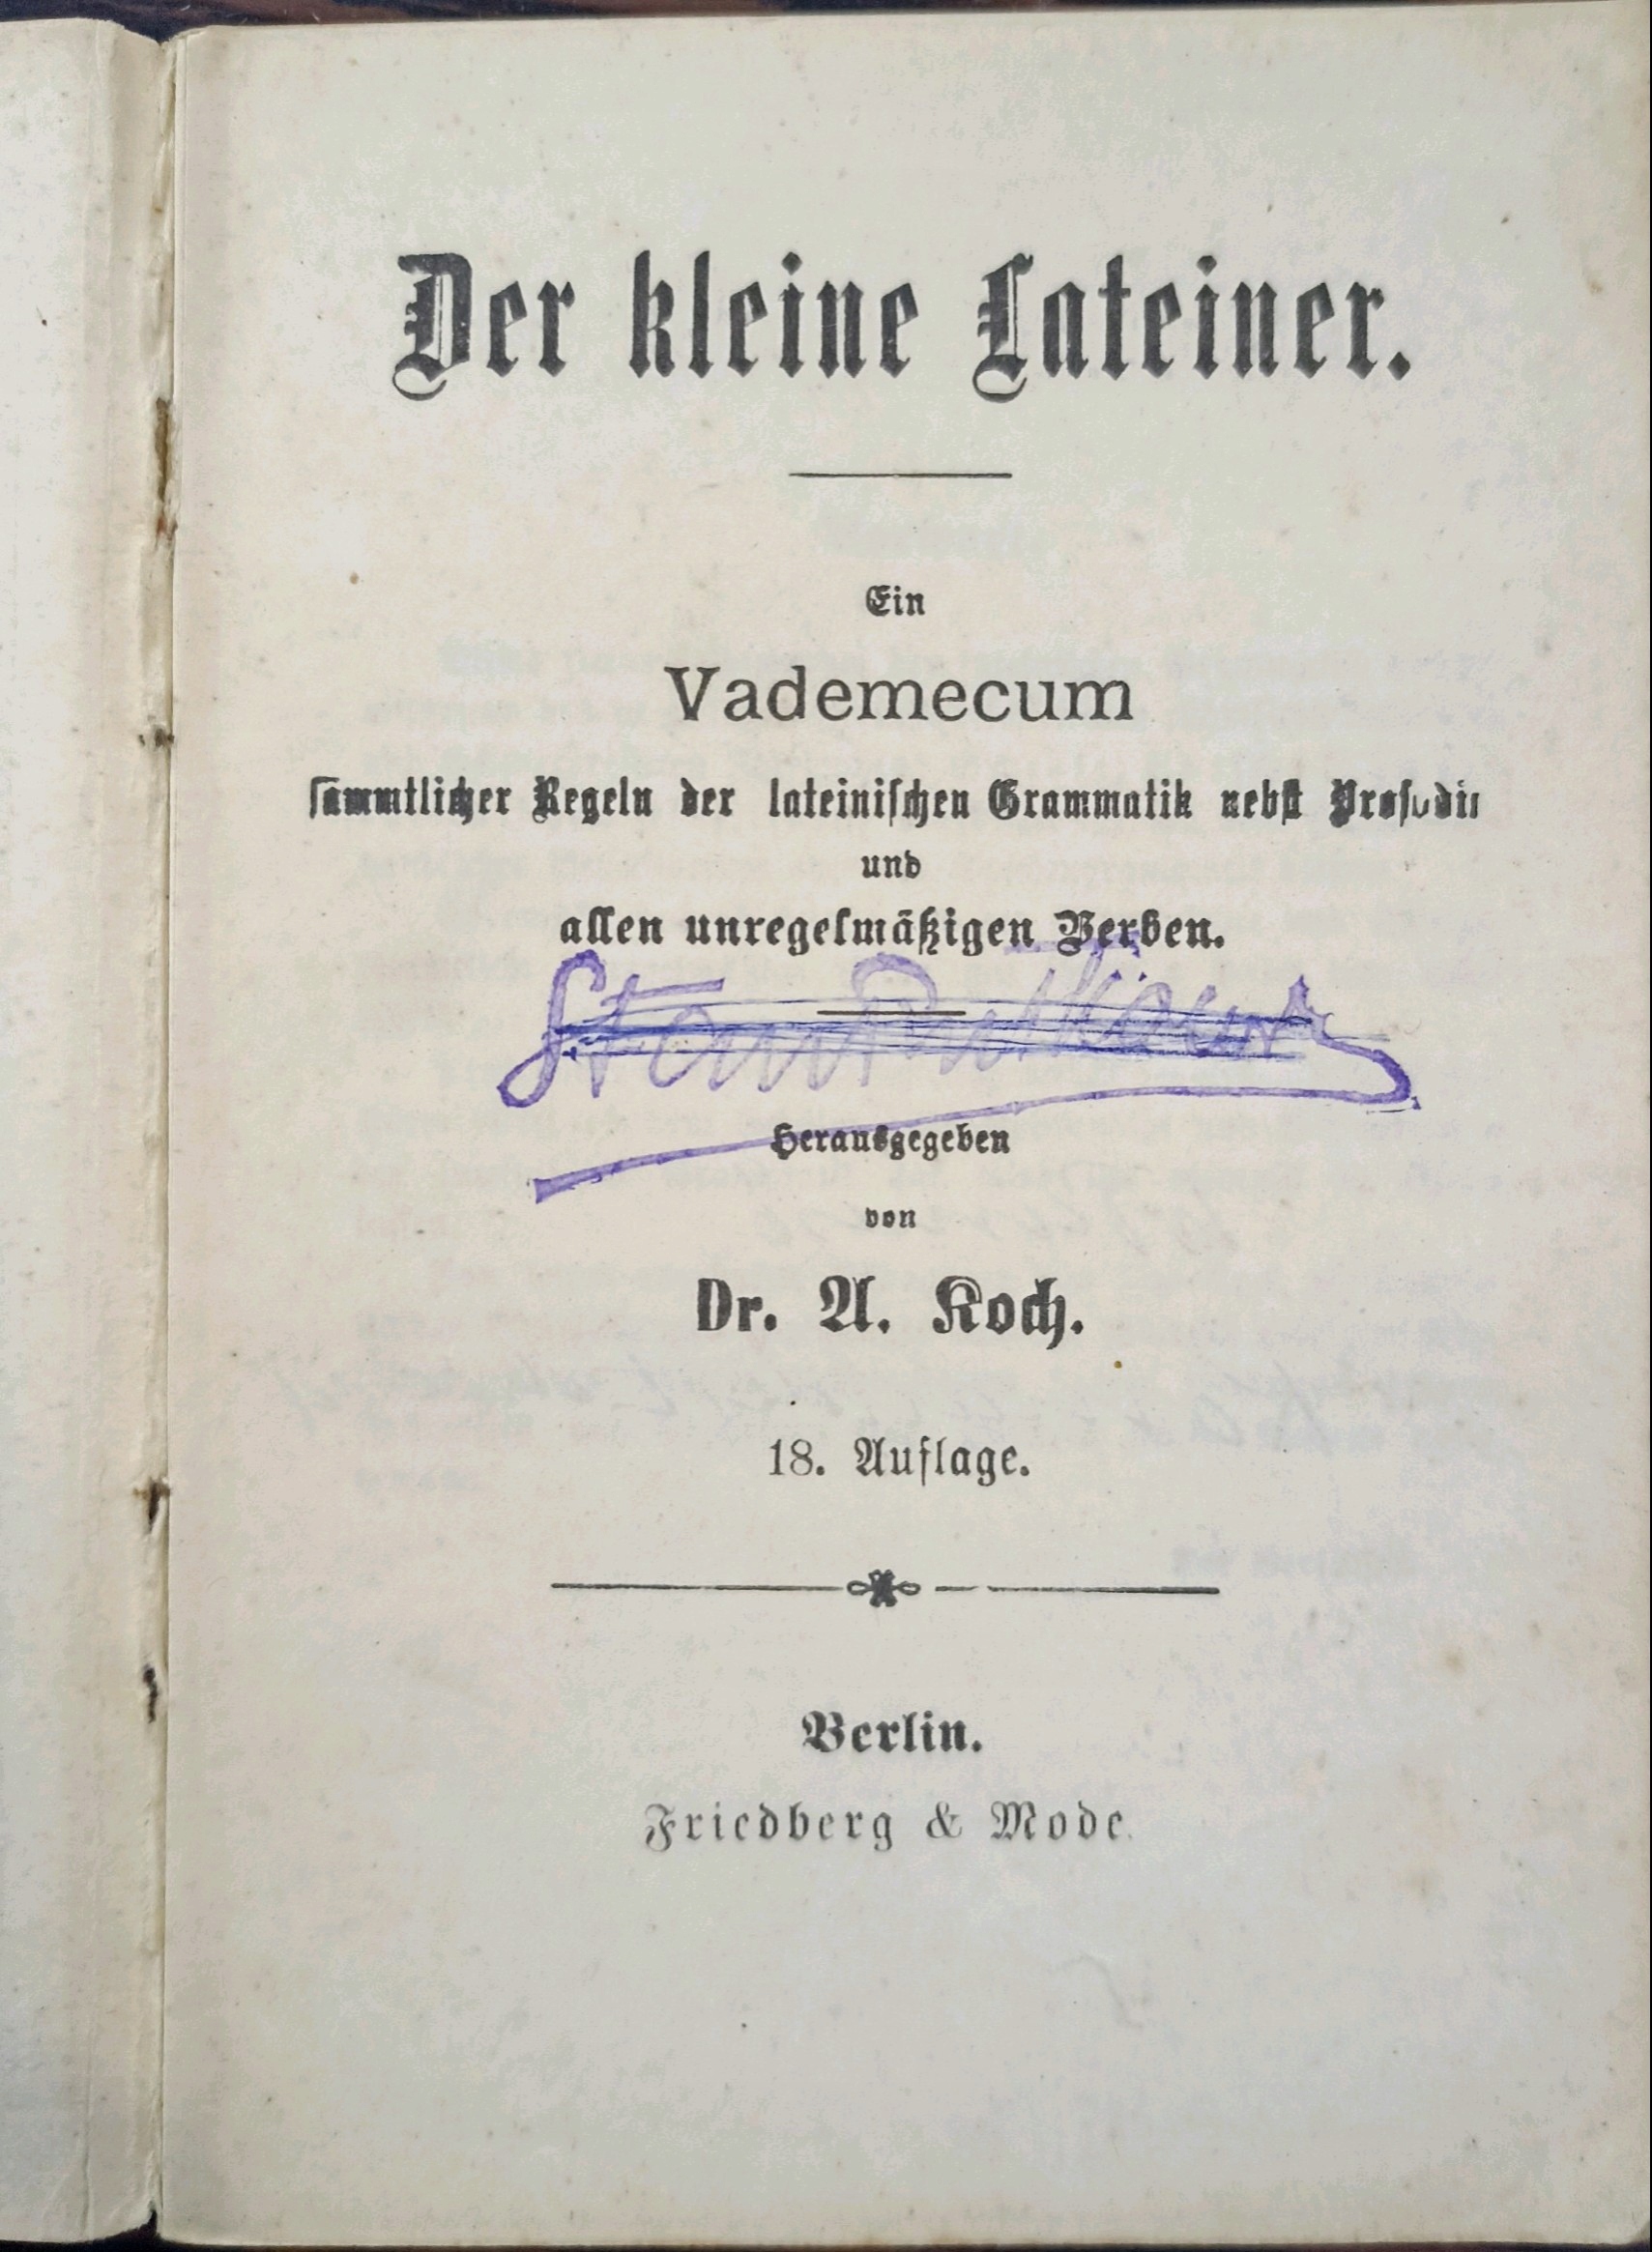 Der kleine Lateiner.
Ein
Vademecum
sämmtlicher Regeln der lateinischen Grammatik nebst Prosodie
und
allen unregelmäßigen Verben.
Herausgegeben
von
Dr. A. Koch.
18. Auflage.
Berlin.
Friedberg & Mode.